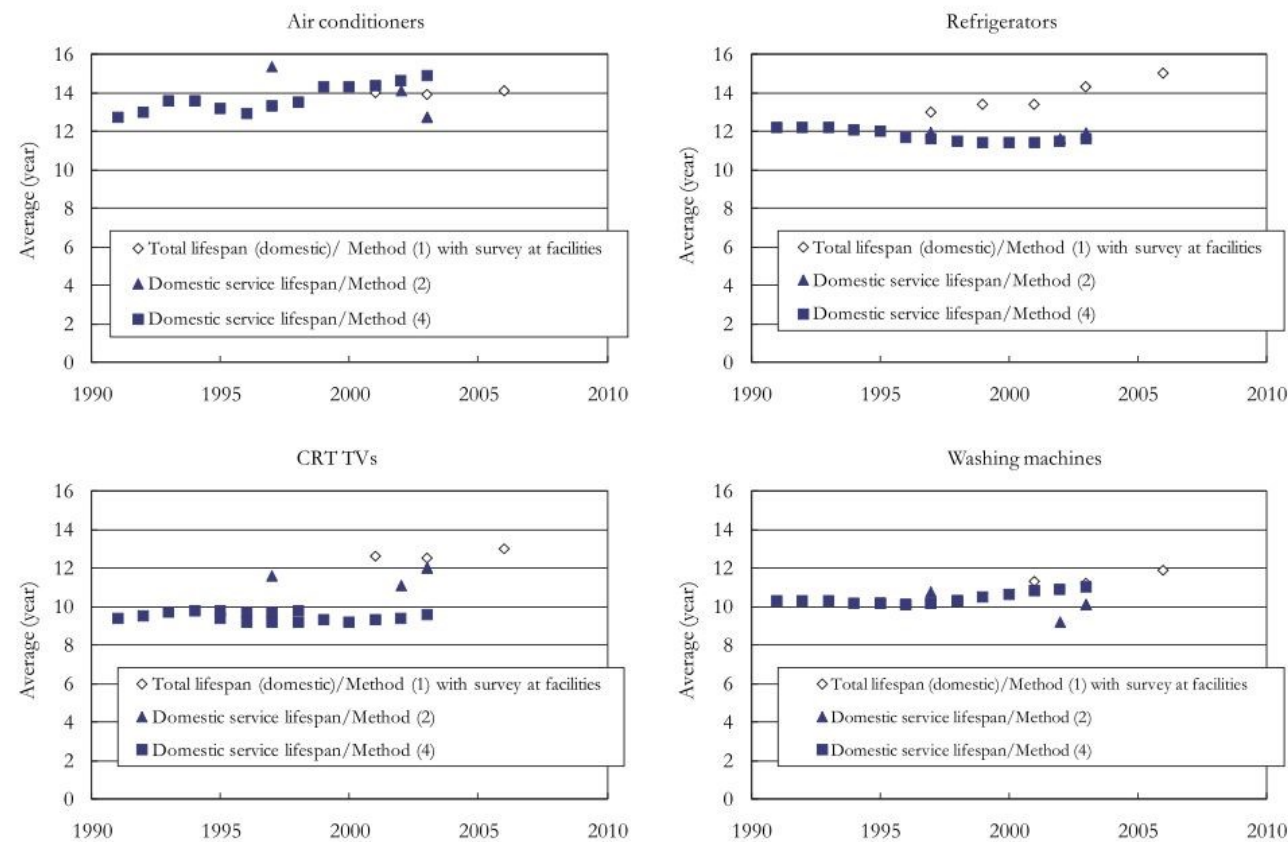 Air conditioners
Average (year)
16
14
12
10
8
6
4
2
0
◇ Total lifespan (domestic)/ Method (1) with survey at facilities
▲ Domestic service lifespan/Method (2)
■ Domestic service lifespan/Method (4)
1990 1995 2000 2005 2010
Refrigerators
Average (year)
16
14
12
10
8
6
4
2
0
◇ Total lifespan (domestic)/Method (1) with survey at facilities
▲ Domestic service lifespan/Method (2)
■ Domestic service lifespan/Method (4)
1990 1995 2000 2005 2010
CRT TVs
Average (year)
16
14
12
10
8
6
4
2
0
◇ Total lifespan (domestic)/Method (1) with survey at facilities
▲ Domestic service lifespan/Method (2)
■ Domestic service lifespan/Method (4)
1990 1995 2000 2005 2010
Washing machines
Average (year)
16
14
12
10
8
6
4
2
0
◇ Total lifespan (domestic)/Method (1) with survey at facilities
▲ Domestic service lifespan/Method (2)
■ Domestic service lifespan/Method (4)
1990 1995 2000 2005 2010